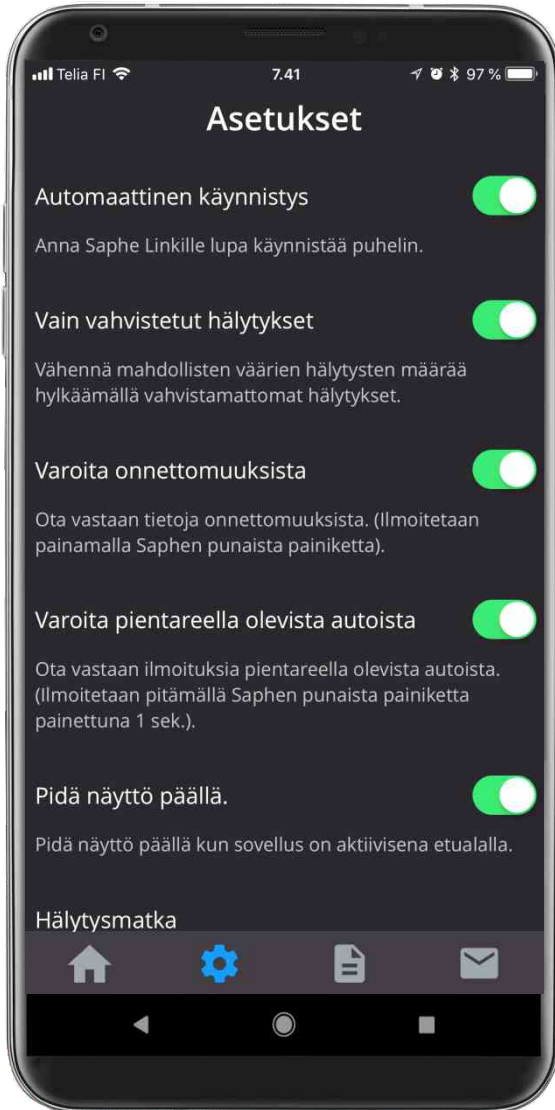 Telia FI 7.41 97 %
Asetukset
Automaattinen käynnistys
Anna Saphe Linkille lupa käynnistää puhelin.
Vain vahvistetut hälytykset
Vähennä mahdollisten väärien hälytysten määrää
hylkäämällä vahvistamattomat hälytykset.
Varoita onnettomuuksista
Ota vastaan tietoja onnettomuuksista. (Ilmoitetaan
painamalla Saphen punaista painiketta).
Varoita pientareella olevista autoista
Ota vastaan ilmoituksia pientareella olevista autoista.
(Ilmoitetaan pitämällä Saphen punaista painiketta
painettuna 1 sek.).
Pidä näyttö päällä.
Pidä näyttö päällä kun sovellus on aktiivisena etualalla.
Hälytysmatka